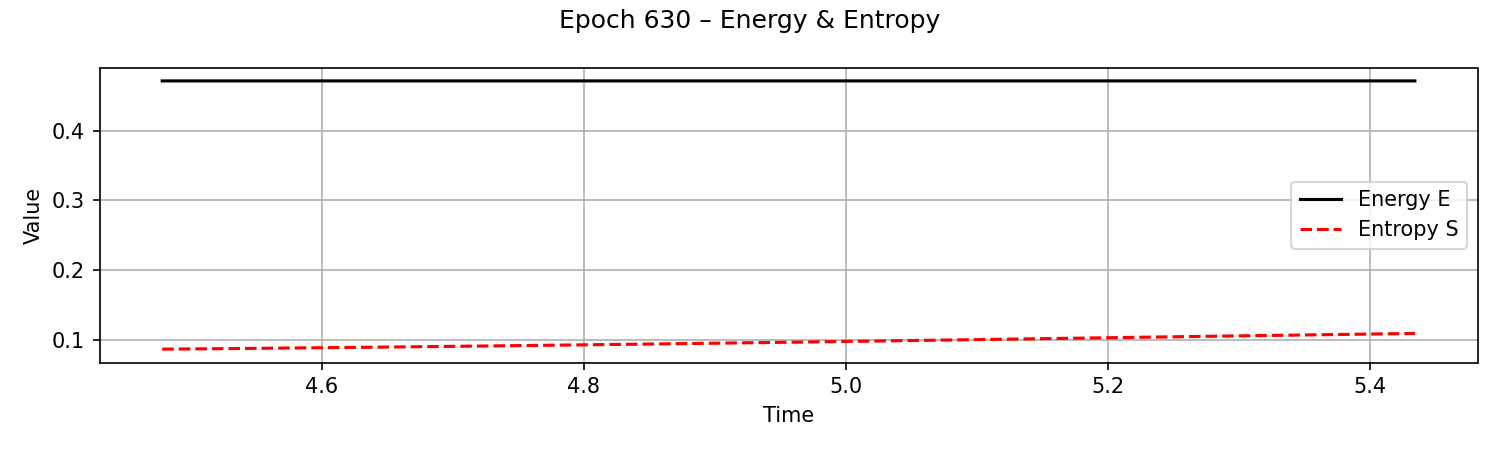 Epoch 630 – Energy & Entropy
Value
0.4
0.3
0.2
0.1
Energy E
Entropy S
4.6
4.8
5.0
5.2
5.4
Time